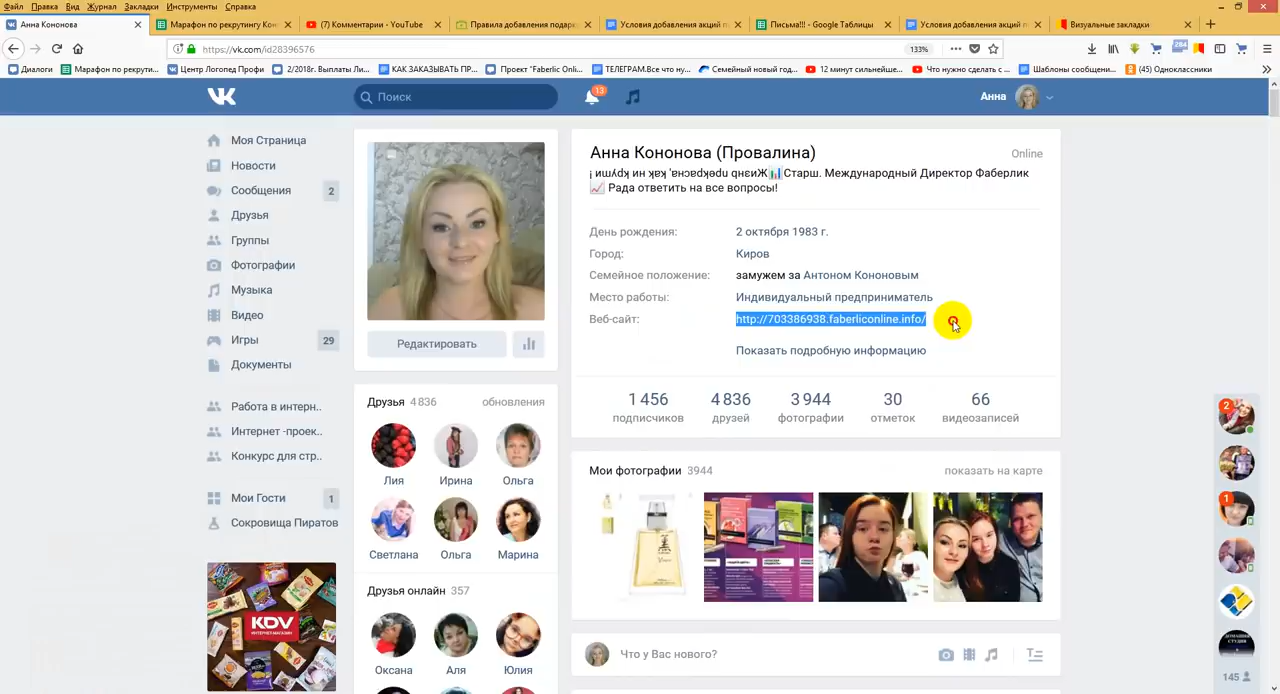 Файл Правка Вид Журнал Закладки Инструменты Справка
Анна Кононова
Марафон по рекрутингу Кон
(7) Комментарии - YouTube
Правила добавления подарк
Условия добавления акций п
Письма!!! - Google Таблицы
Условия добавления акций п
Визуальные закладки
https://vk.com/id28396576
133%
284
Диалоги
Марафон по рекрути...
Центр Логопед Профи
2/2018г. Выплаты Ли...
КАК ЗАКАЗЫВАТЬ ПР...
Проект "Faberlic Onli...
ТЕЛЕГРАМ.Все что ну...
Семейный новый год...
12 минут сильнейше...
Что нужно сделать с ...
Шаблоны сообщени...
(45) Одноклассники
Поиск
13
Анна
Моя Страница
Новости
Сообщения 2
Друзья
Группы
Фотографии
Музыка
Видео
Игры 29
Документы
Работа в интерн..
Интернет -проек..
Конкурс для стр..
Мои Гости 1
Сокровища Пиратов
KDV
ИНТЕРНЕТ-МАГАЗИН
Редактировать
Друзья 4 836 обновления
Лия Ирина Ольга
Светлана Ольга Марина
Друзья онлайн 357
Оксана Аля Юлия
Анна Кононова (Провалина)
Online
Старш. Международный Директор Фаберлик
Рада ответить на все вопросы!
День рождения: 2 октября 1983 г.
Город: Киров
Семейное положение: замужем за Антоном Кононовым
Место работы: Индивидуальный предприниматель
Веб-сайт: http://703386938.faberliconline.info/
Показать подробную информацию
1 456 4 836 3 944 30 66
подписчиков друзей фотографии отметок видеозаписей
Мои фотографии 3944 показать на карте
Что у Вас нового?
2
1
145